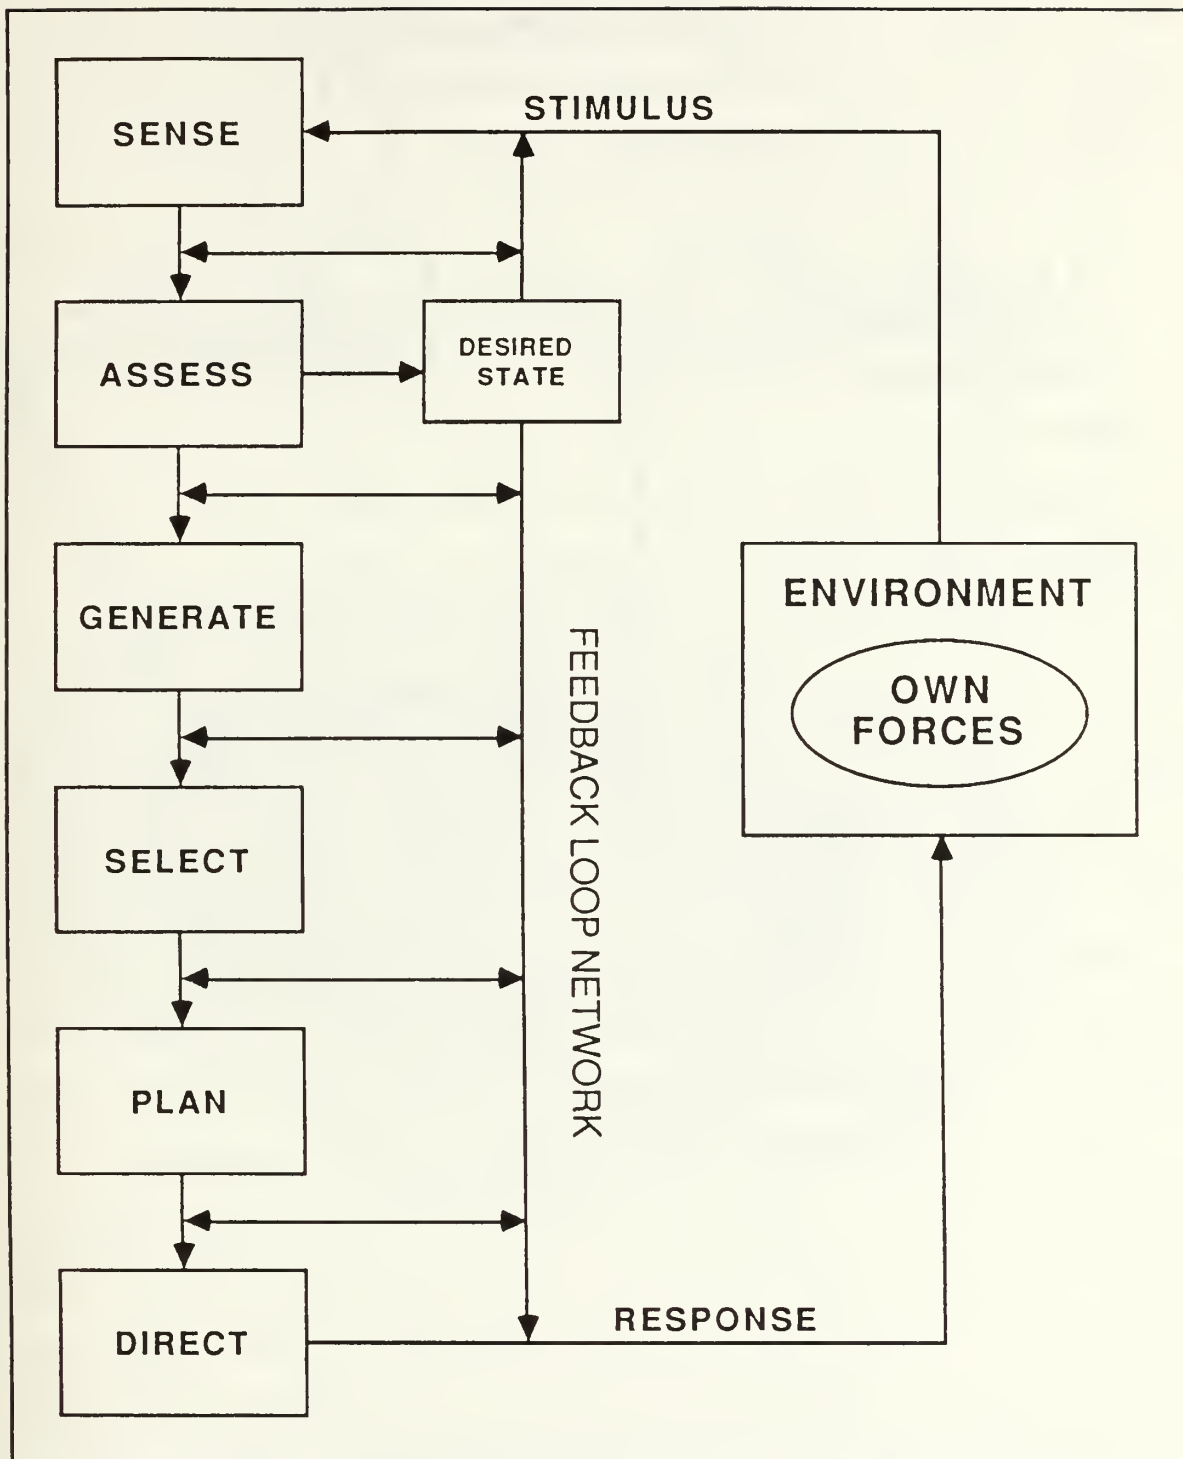 STIMULUS
SENSE
ASSESS
DESIRED
STATE
GENERATE
FEEDBACK LOOP NETWORK
ENVIRONMENT
OWN
FORCES
SELECT
PLAN
DIRECT
RESPONSE